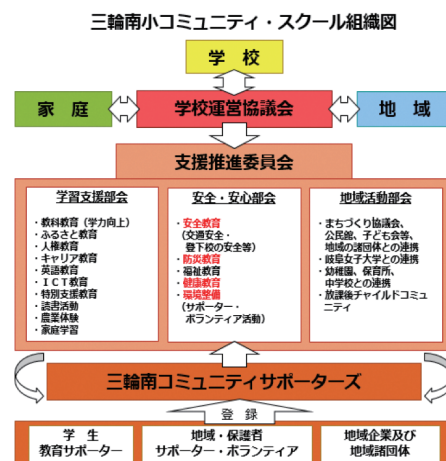 三輪南小コミュニティ・スクール組織図
学 校
家 庭
学校運営協議会
地 域
支援推進委員会
学習支援部会
・教科教育（学力向上）
・ふるさと教育
・人権教育
・キャリア教育
・英語教育
・ＩＣＴ教育
・特別支援教育
・読書活動
・農業体験
・家庭学習
安全・安心部会
・安全教育
（交通安全・
登下校の安全等）
・防災教育
・福祉教育
・健康教育
・環境整備
（サポーター・
ボランティア活動）
地域活動部会
・まちづくり協議会、
公民館、子ども会等、
地域の諸団体との連携
・岐阜女子大学との連携
・幼稚園、保育所、
中学校との連携
・放課後チャイルドコミュ
ニティ
三輪南コミュニティサポーターズ
登 録
学 生
教育サポーター
地域・保護者
サポーター・ボランティア
地域企業及び
地域諸団体